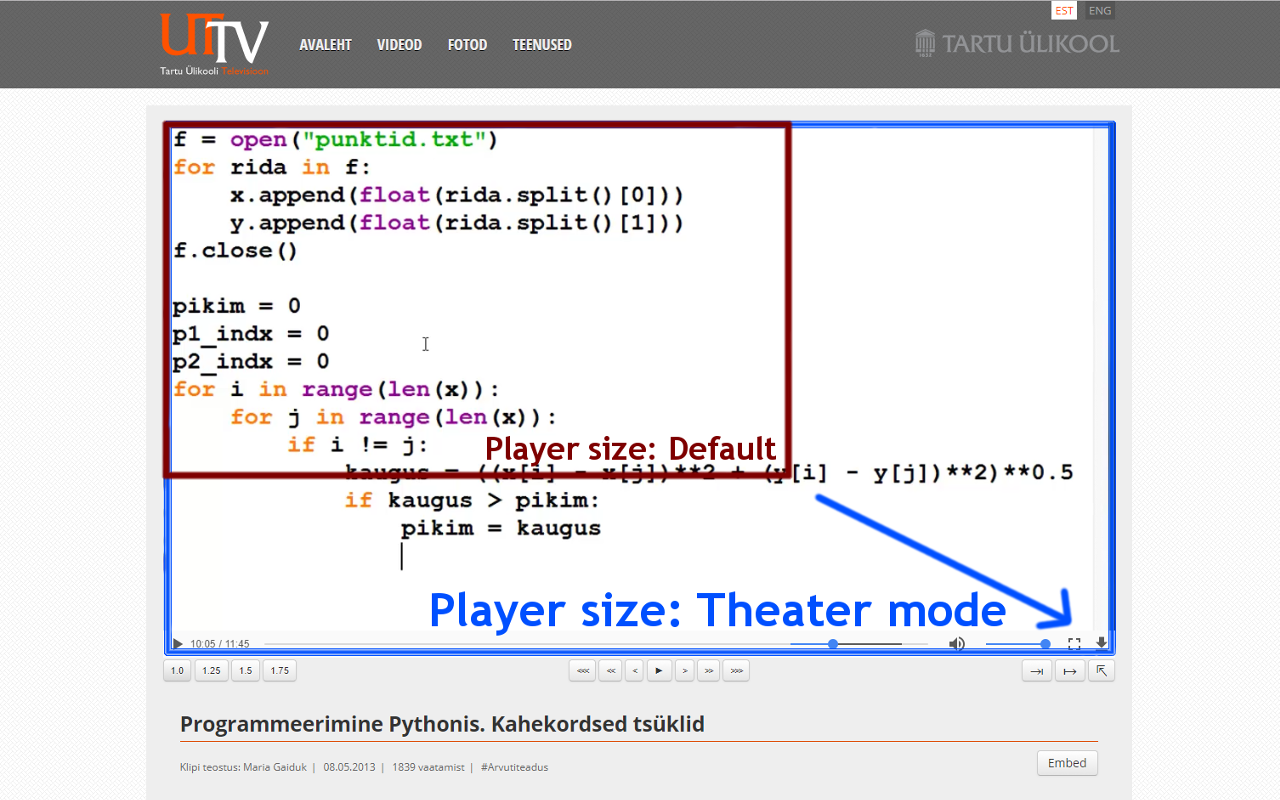 EST ENG
UTTV
Tartu Ülikooli Televisioon
AVALEHT VIDEOD FOTOD TEENUSED
TARTU ÜLIKOOL
1632
f = open("punktid.txt")
for rida in f:
    x.append(float(rida.split()[0]))
    y.append(float(rida.split()[1]))
f.close()
pikim = 0
p1_indx = 0
p2_indx = 0
for i in range(len(x)):
    for j in range(len(x)):
        if i != j:
Player size: Default
            kaugus = ((x[i] - x[j])**2 + (y[i] - y[j])**2)**0.5
            if kaugus > pikim:
                pikim = kaugus
Player size: Theater mode
10:05 / 11:45
1.0 1.25 1.5 1.75 <<< << < ▶ > >> >>>
Programmeerimine Pythonis. Kahekordsed tsüklid
Klipi teostus: Maria Gaiduk | 08.05.2013 | 1839 vaatamist | #Arvutiteadus
Embed